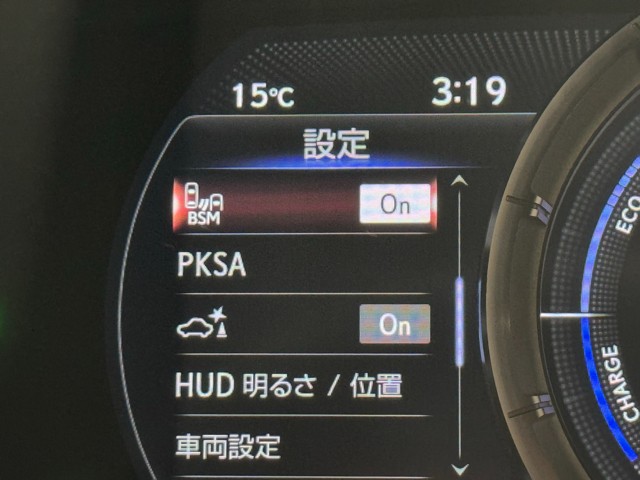 15℃ 3:19
設定
BSM On
PKSA
On
HUD 明るさ / 位置
車両設定
ECO
CHARGE